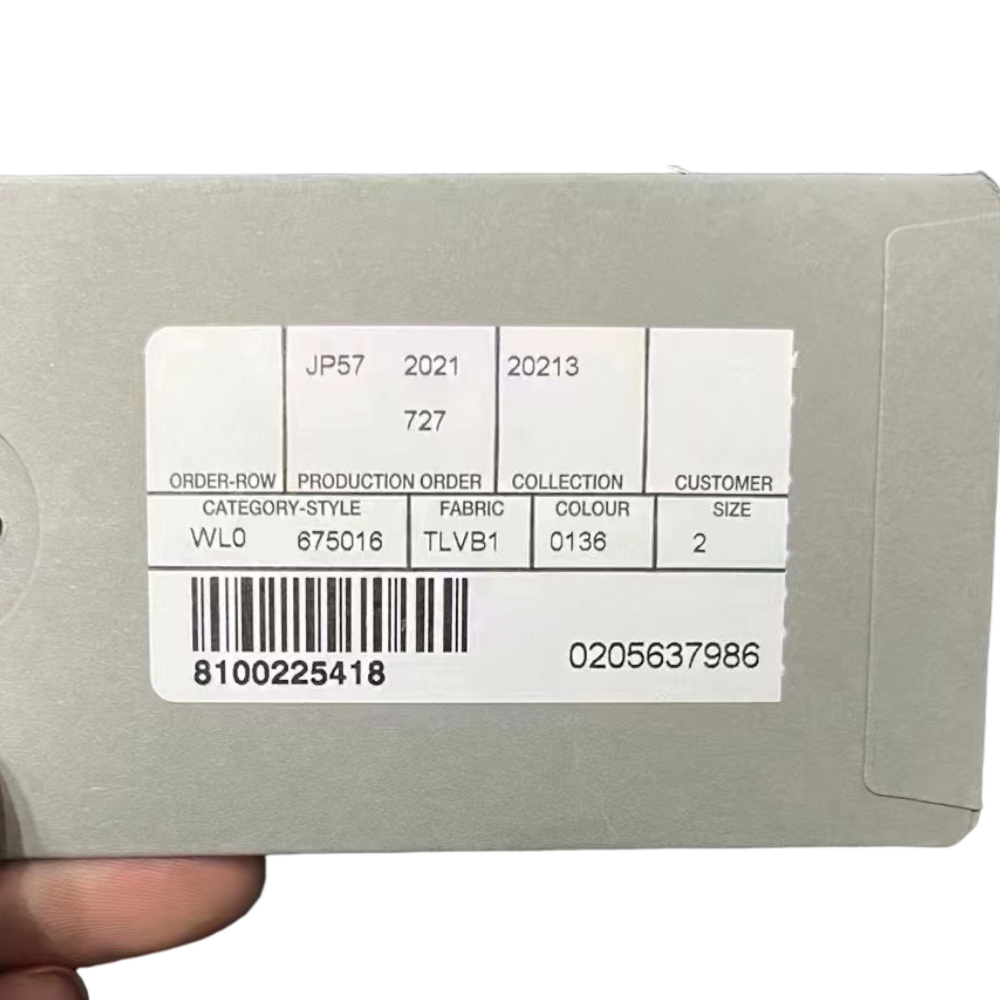 JP57 2021 20213
727
ORDER-ROW PRODUCTION ORDER COLLECTION CUSTOMER
CATEGORY-STYLE FABRIC COLOUR SIZE
WL0 675016 TLVB1 0136 2
8100225418 0205637986